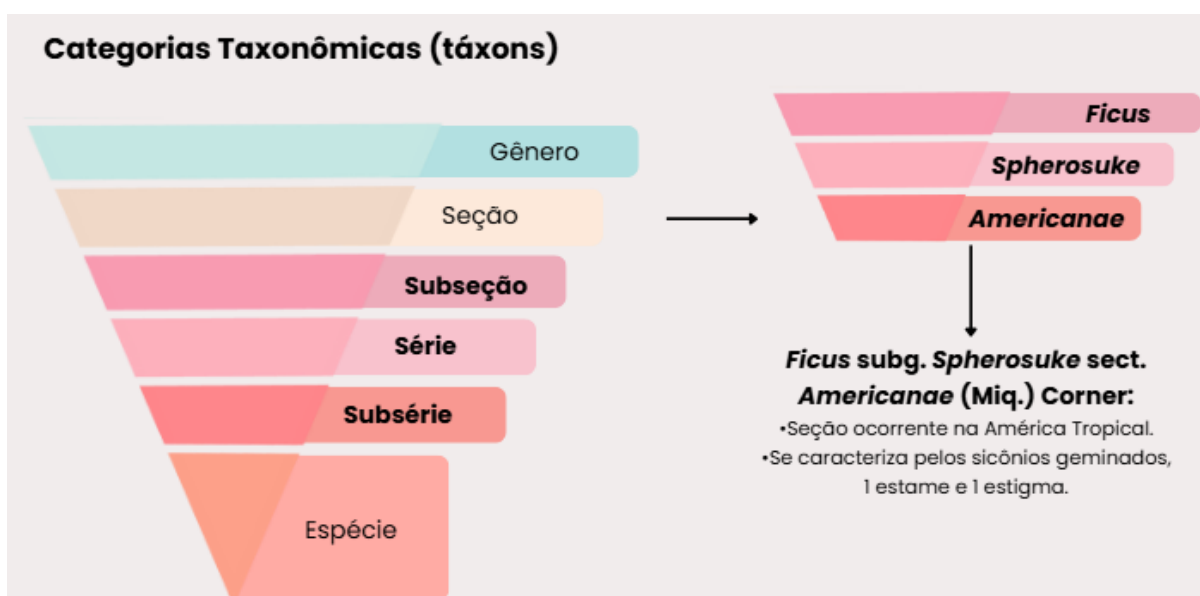 Categorias Taxonômicas (táxons)
Gênero
Seção
Subseção
Série
Subsérie
Espécie
Ficus
Spherosuke
Americanae
Ficus subg. Spherosuke sect.
Americanae (Miq.) Corner:
•Seção ocorrente na América Tropical.
•Se caracteriza pelos sicônios geminados,
1 estame e 1 estigma.